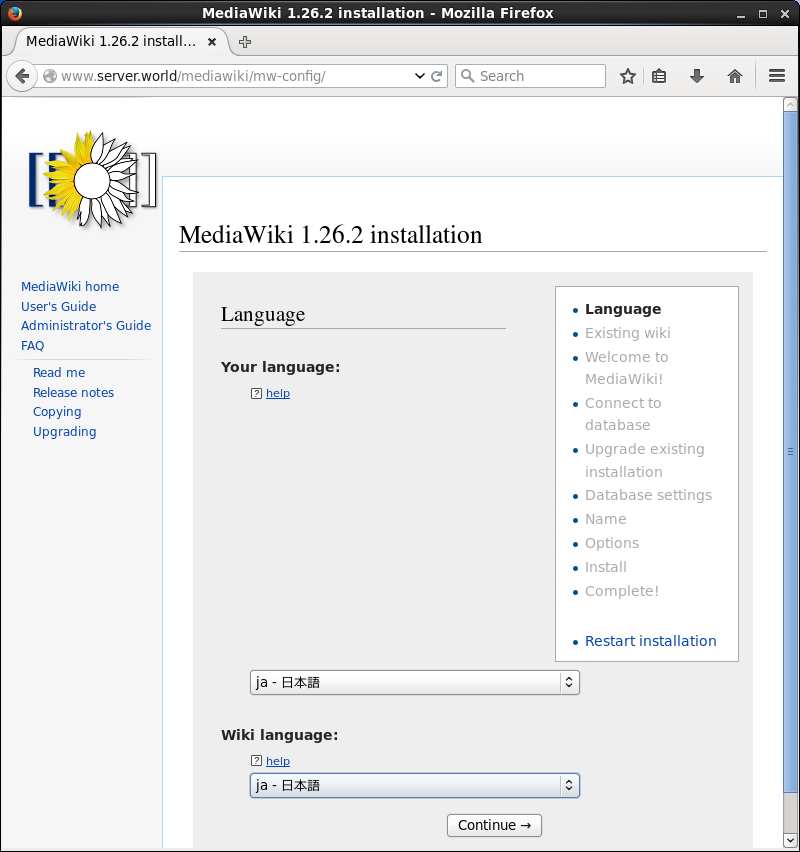 MediaWiki 1.26.2 installation - Mozilla Firefox
MediaWiki 1.26.2 install...
www.server.world/mediawiki/mw-config/
Search
MediaWiki home
User's Guide
Administrator's Guide
FAQ
Read me
Release notes
Copying
Upgrading
MediaWiki 1.26.2 installation
Language
Your language:
? help
ja - 日本語
Wiki language:
? help
ja - 日本語
Continue →
Language
Existing wiki
Welcome to
MediaWiki!
Connect to
database
Upgrade existing
installation
Database settings
Name
Options
Install
Complete!
Restart installation